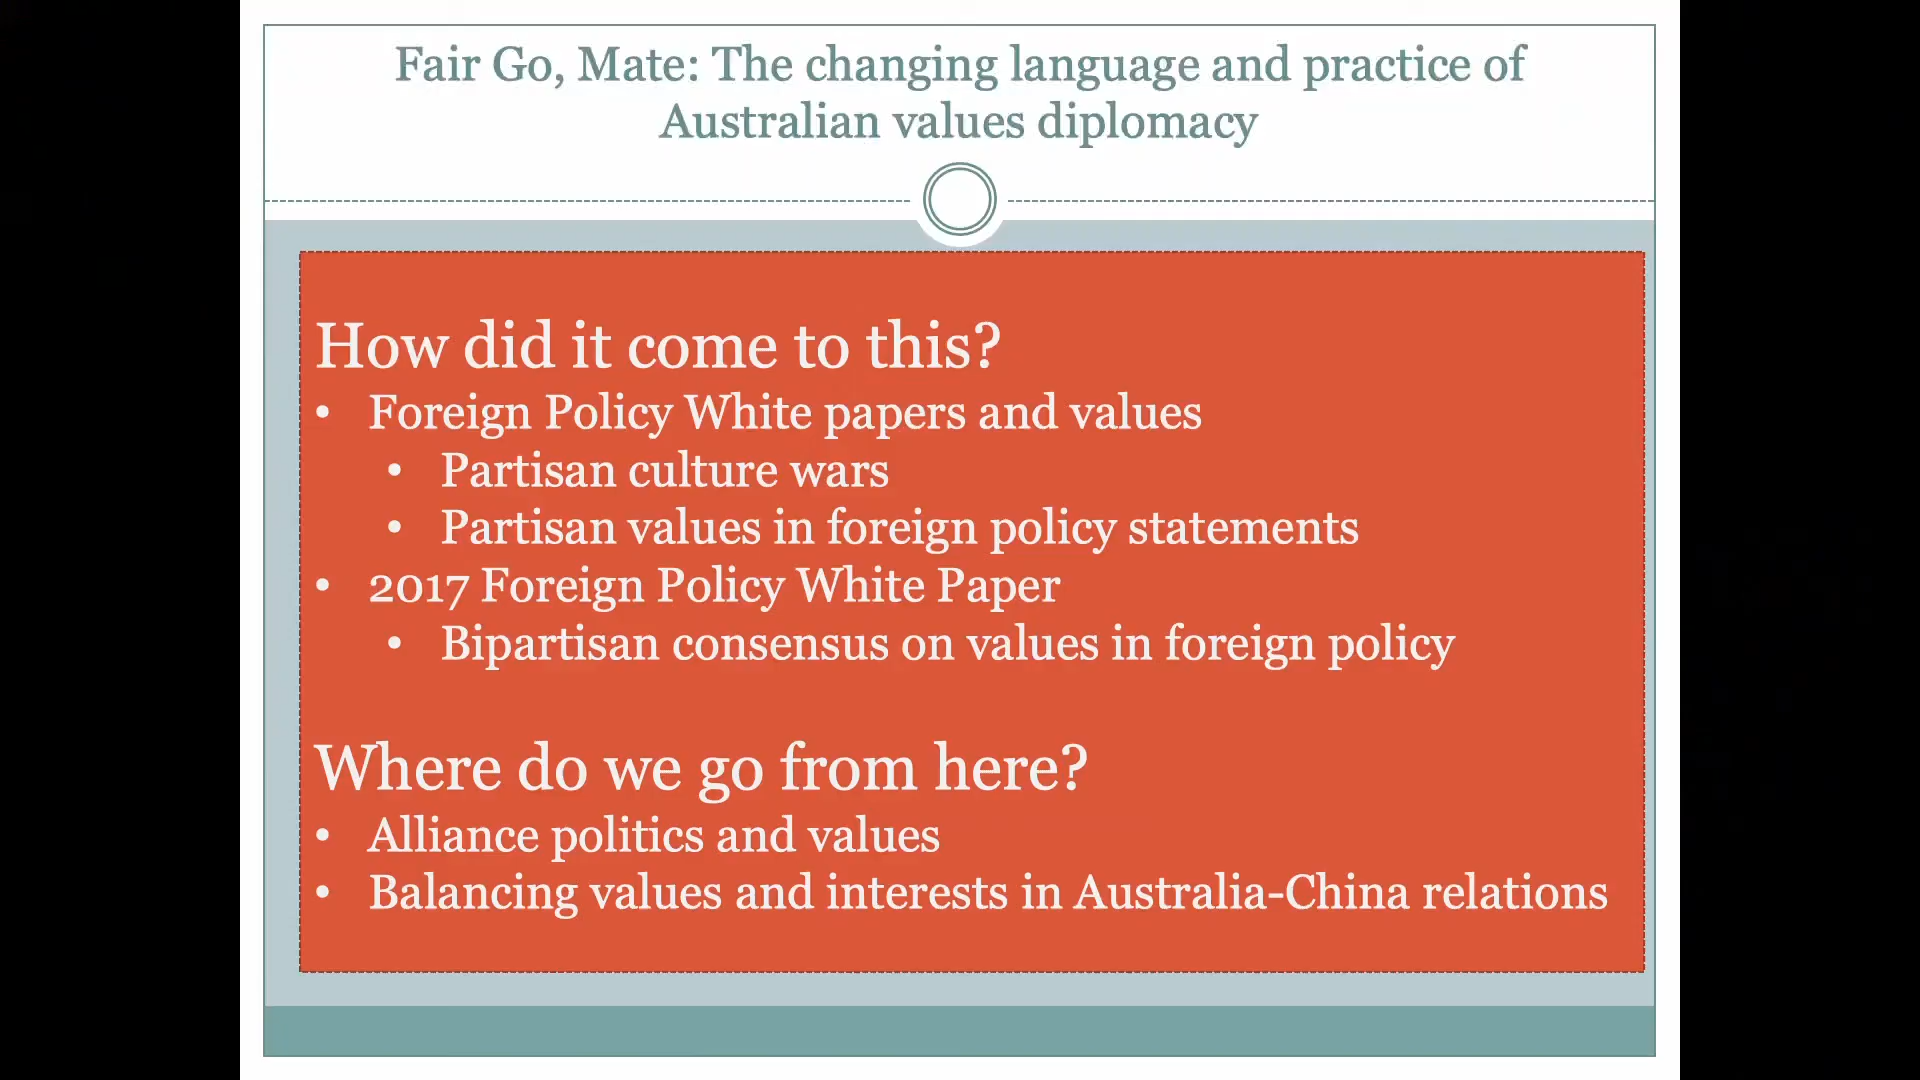 Fair Go, Mate: The changing language and practice of
Australian values diplomacy
How did it come to this?
• Foreign Policy White papers and values
• Partisan culture wars
• Partisan values in foreign policy statements
• 2017 Foreign Policy White Paper
• Bipartisan consensus on values in foreign policy
Where do we go from here?
• Alliance politics and values
• Balancing values and interests in Australia-China relations